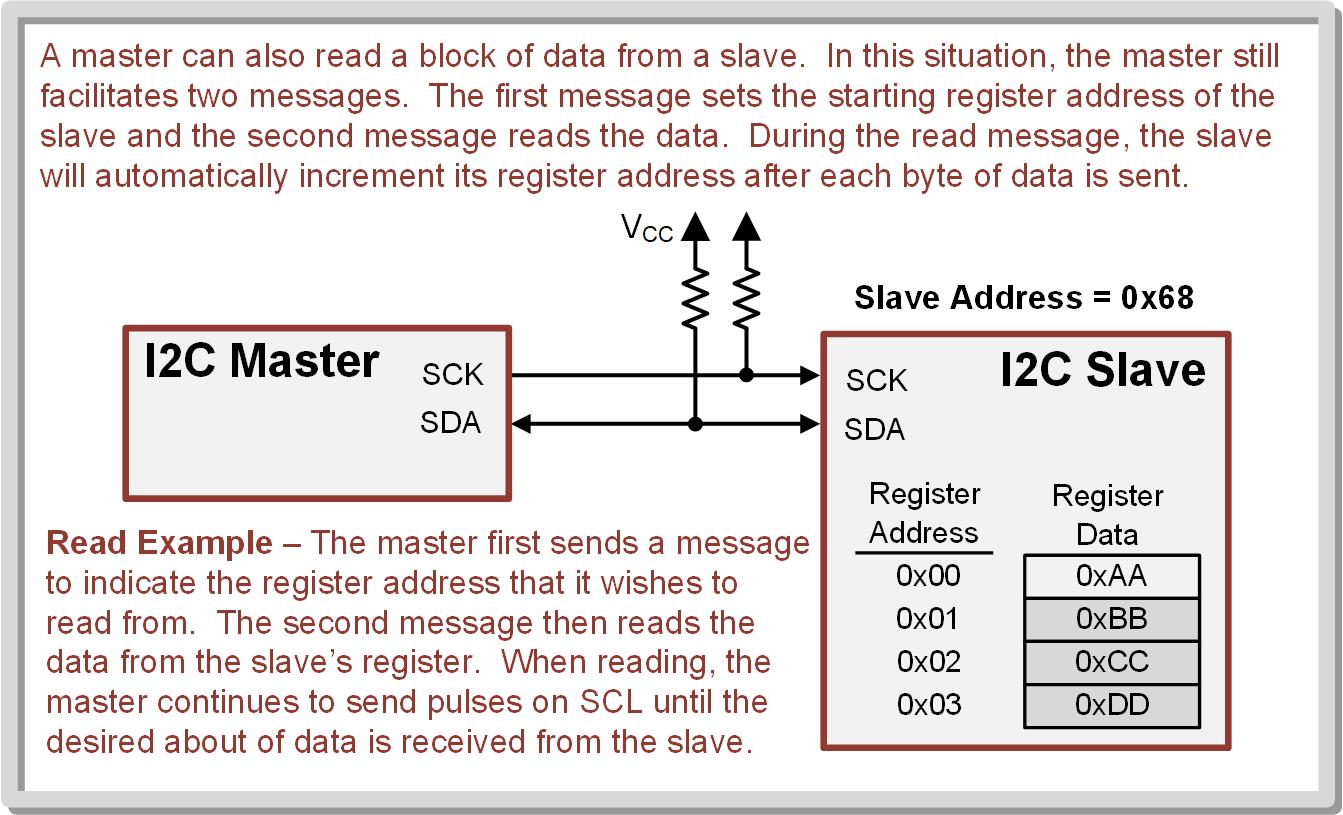 A master can also read a block of data from a slave.  In this situation, the master still
facilitates two messages.  The first message sets the starting register address of the
slave and the second message reads the data.  During the read message, the slave
will automatically increment its register address after each byte of data is sent.
VCC
Slave Address = 0x68
I2C Master
SCK
SDA
I2C Slave
SCK
SDA
Register
Address
Register
Data
0x00 0xAA
0x01 0xBB
0x02 0xCC
0x03 0xDD
Read Example – The master first sends a message
to indicate the register address that it wishes to
read from.  The second message then reads the
data from the slave’s register.  When reading, the
master continues to send pulses on SCL until the
desired about of data is received from the slave.